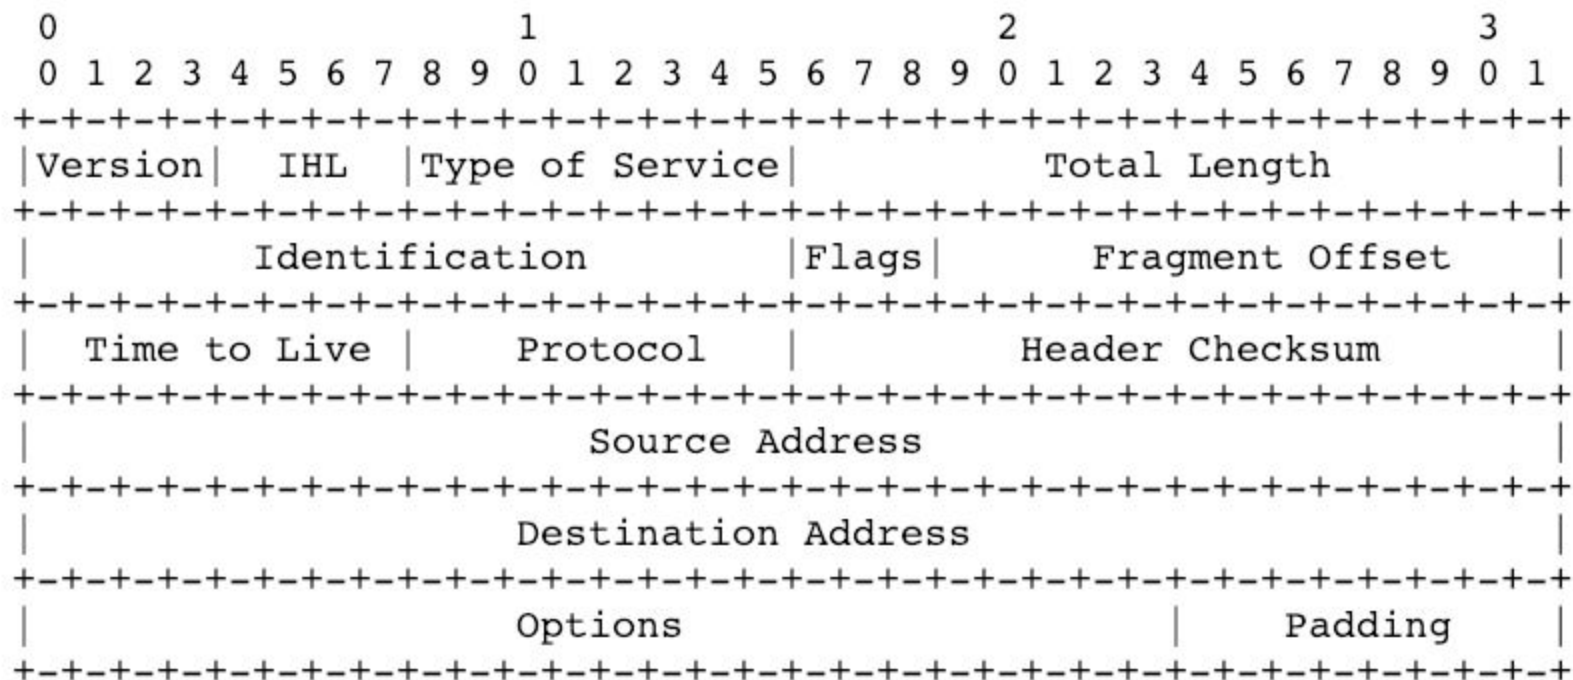 0                   1                   2                   3
 0 1 2 3 4 5 6 7 8 9 0 1 2 3 4 5 6 7 8 9 0 1 2 3 4 5 6 7 8 9 0 1
+-+-+-+-+-+-+-+-+-+-+-+-+-+-+-+-+-+-+-+-+-+-+-+-+-+-+-+-+-+-+-+-+
|Version|  IHL  |Type of Service|          Total Length         |
+-+-+-+-+-+-+-+-+-+-+-+-+-+-+-+-+-+-+-+-+-+-+-+-+-+-+-+-+-+-+-+-+
|         Identification        |Flags|      Fragment Offset    |
+-+-+-+-+-+-+-+-+-+-+-+-+-+-+-+-+-+-+-+-+-+-+-+-+-+-+-+-+-+-+-+-+
|  Time to Live |    Protocol   |         Header Checksum       |
+-+-+-+-+-+-+-+-+-+-+-+-+-+-+-+-+-+-+-+-+-+-+-+-+-+-+-+-+-+-+-+-+
|                       Source Address                          |
+-+-+-+-+-+-+-+-+-+-+-+-+-+-+-+-+-+-+-+-+-+-+-+-+-+-+-+-+-+-+-+-+
|                    Destination Address                        |
+-+-+-+-+-+-+-+-+-+-+-+-+-+-+-+-+-+-+-+-+-+-+-+-+-+-+-+-+-+-+-+-+
|                    Options                    |    Padding    |
+-+-+-+-+-+-+-+-+-+-+-+-+-+-+-+-+-+-+-+-+-+-+-+-+-+-+-+-+-+-+-+-+